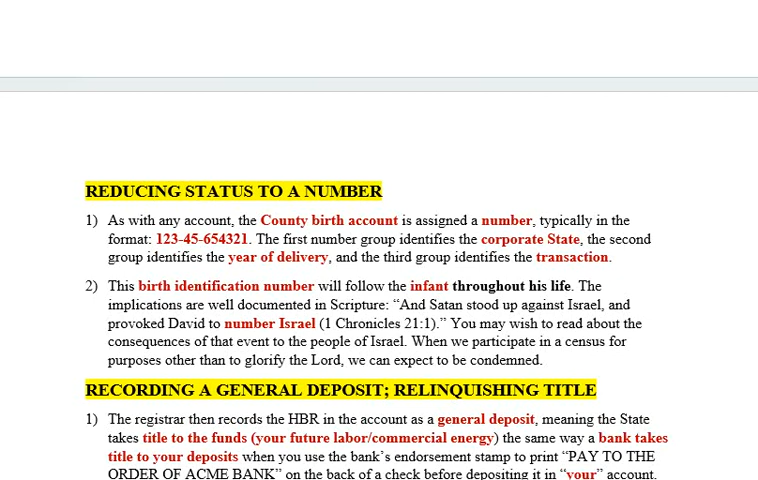 REDUCING STATUS TO A NUMBER
1) As with any account, the County birth account is assigned a number, typically in the
format: 123-45-654321. The first number group identifies the corporate State, the second
group identifies the year of delivery, and the third group identifies the transaction.
2) This birth identification number will follow the infant throughout his life. The
implications are well documented in Scripture: “And Satan stood up against Israel, and
provoked David to number Israel (1 Chronicles 21:1).” You may wish to read about the
consequences of that event to the people of Israel. When we participate in a census for
purposes other than to glorify the Lord, we can expect to be condemned.
RECORDING A GENERAL DEPOSIT; RELINQUISHING TITLE
1) The registrar then records the HBR in the account as a general deposit, meaning the State
takes title to the funds (your future labor/commercial energy) the same way a bank takes
title to your deposits when you use the bank’s endorsement stamp to print “PAY TO THE
ORDER OF ACME BANK” on the back of a check before depositing it in “your” account.